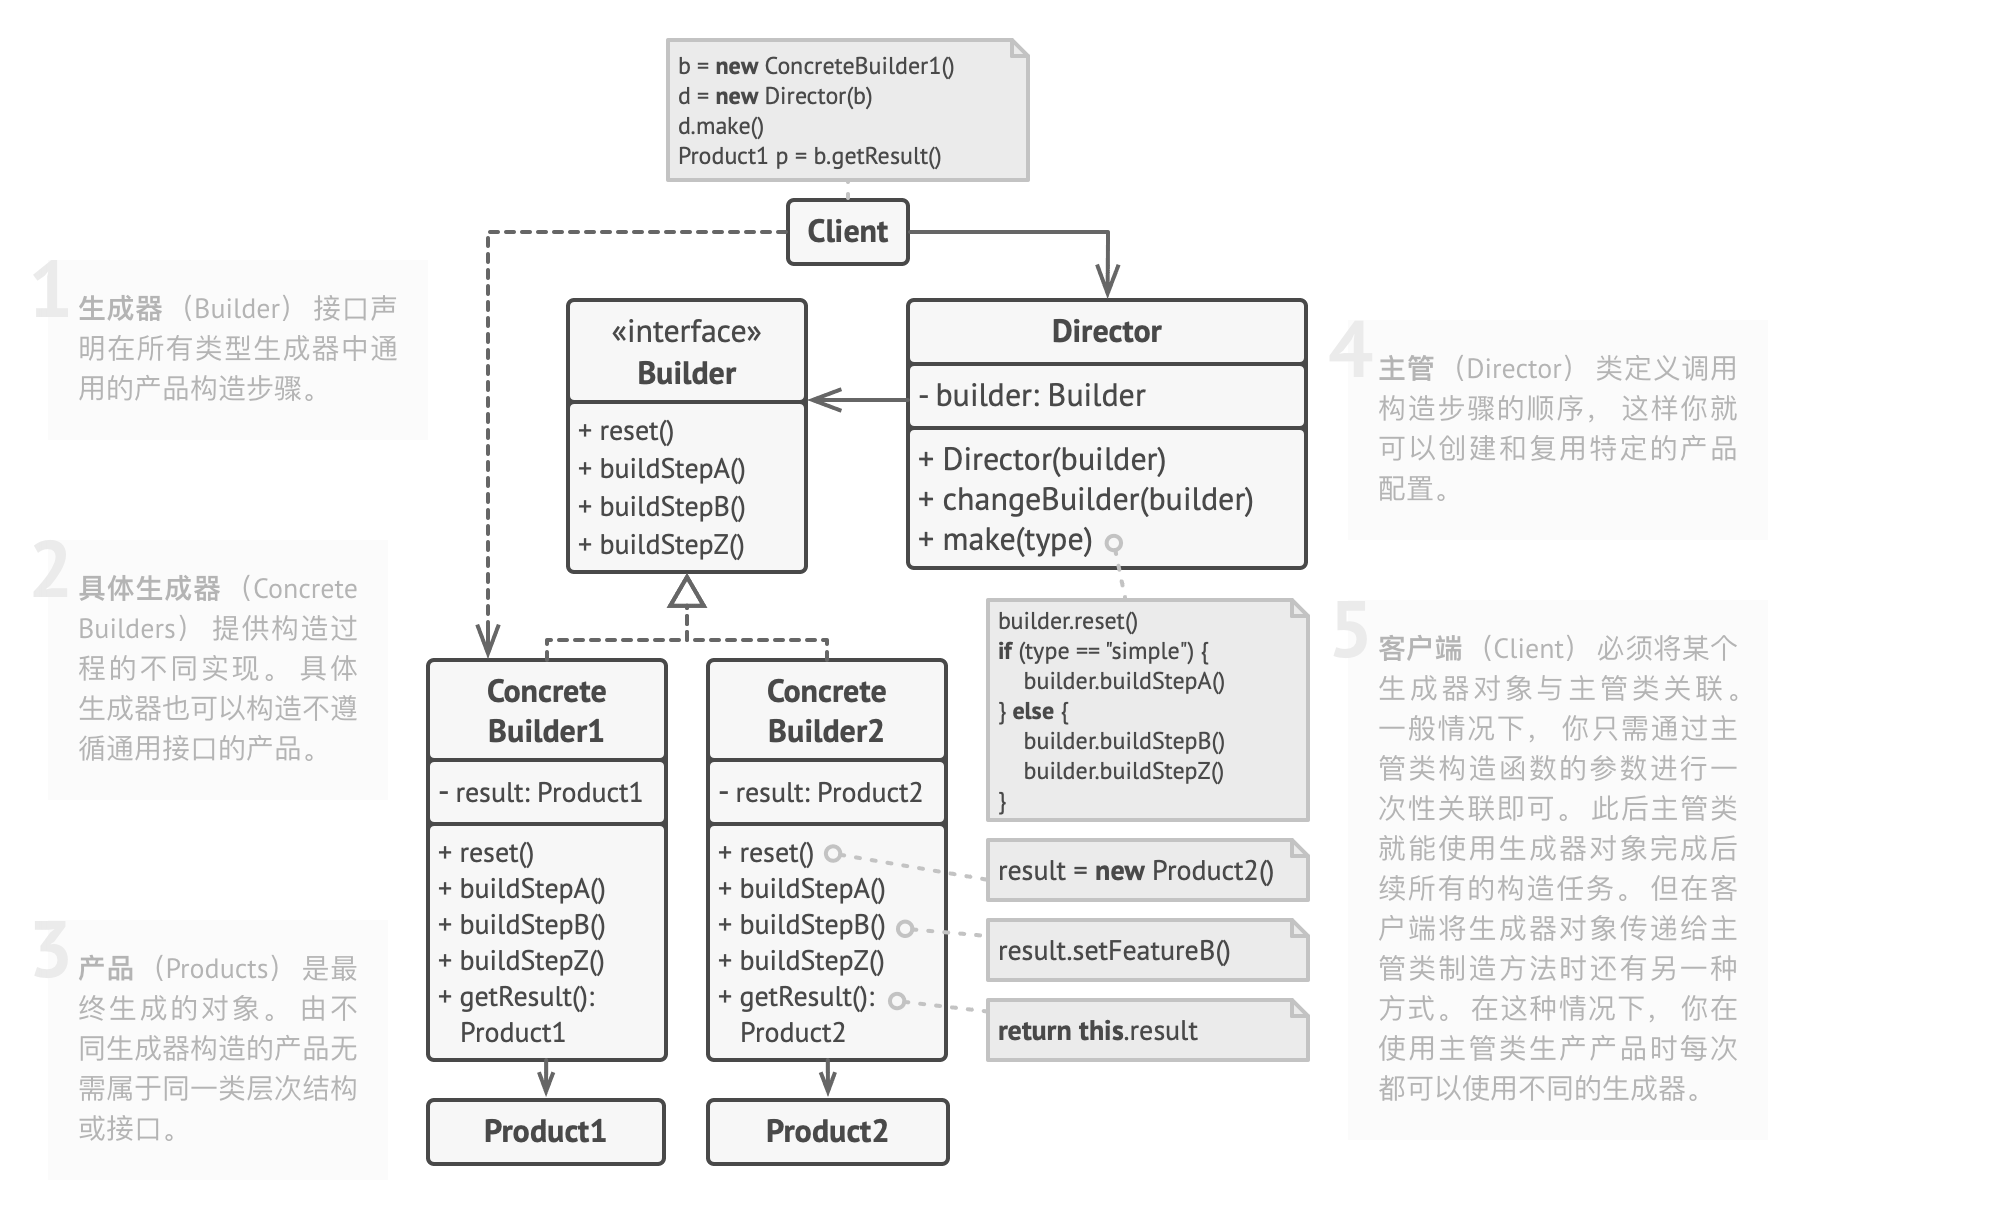 b = new ConcreteBuilder1()
d = new Director(b)
d.make()
Product1 p = b.getResult()
Client
1
生成器（Builder） 接口声
明在所有类型生成器中通
用的产品构造步骤。
2
具体生成器（Concrete
Builders） 提供构造过
程的不同实现。 具体
生成器也可以构造不遵
循通用接口的产品。
3
产品（Products） 是最
终生成的对象。 由不
同生成器构造的产品无
需属于同一类层次结构
或接口。
«interface»
Builder
+ reset()
+ buildStepA()
+ buildStepB()
+ buildStepZ()
Director
- builder: Builder
+ Director(builder)
+ changeBuilder(builder)
+ make(type)
builder.reset()
if (type == "simple") {
builder.buildStepA()
} else {
builder.buildStepB()
builder.buildStepZ()
}
Concrete
Builder1
- result: Product1
+ reset()
+ buildStepA()
+ buildStepB()
+ buildStepZ()
+ getResult():
Product1
Concrete
Builder2
- result: Product2
+ reset()
+ buildStepA()
+ buildStepB()
+ buildStepZ()
+ getResult():
Product2
result = new Product2()
result.setFeatureB()
return this.result
Product1
Product2
4
主管（Director） 类定义调用
构造步骤的顺序， 这样你就
可以创建和复用特定的产品
配置。
5
客户端（Client） 必须将某个
生成器对象与主管类关联。
一般情况下， 你只需通过主
管类构造函数的参数进行一
次性关联即可。 此后主管类
就能使用生成器对象完成后
续所有的构造任务。 但在客
户端将生成器对象传递给主
管类制造方法时还有另一种
方式。 在这种情况下， 你在
使用主管类生产产品时每次
都可以使用不同的生成器。